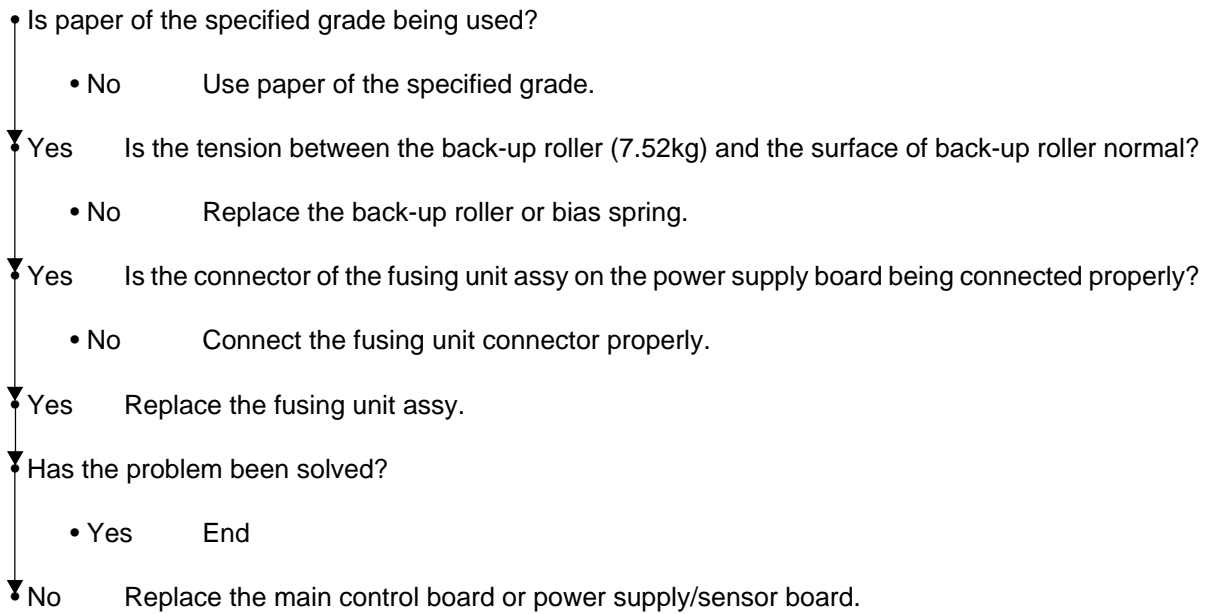 • Is paper of the specified grade being used?
• No Use paper of the specified grade.
• Yes Is the tension between the back-up roller (7.52kg) and the surface of back-up roller normal?
• No Replace the back-up roller or bias spring.
• Yes Is the connector of the fusing unit assy on the power supply board being connected properly?
• No Connect the fusing unit connector properly.
• Yes Replace the fusing unit assy.
• Has the problem been solved?
• Yes End
• No Replace the main control board or power supply/sensor board.